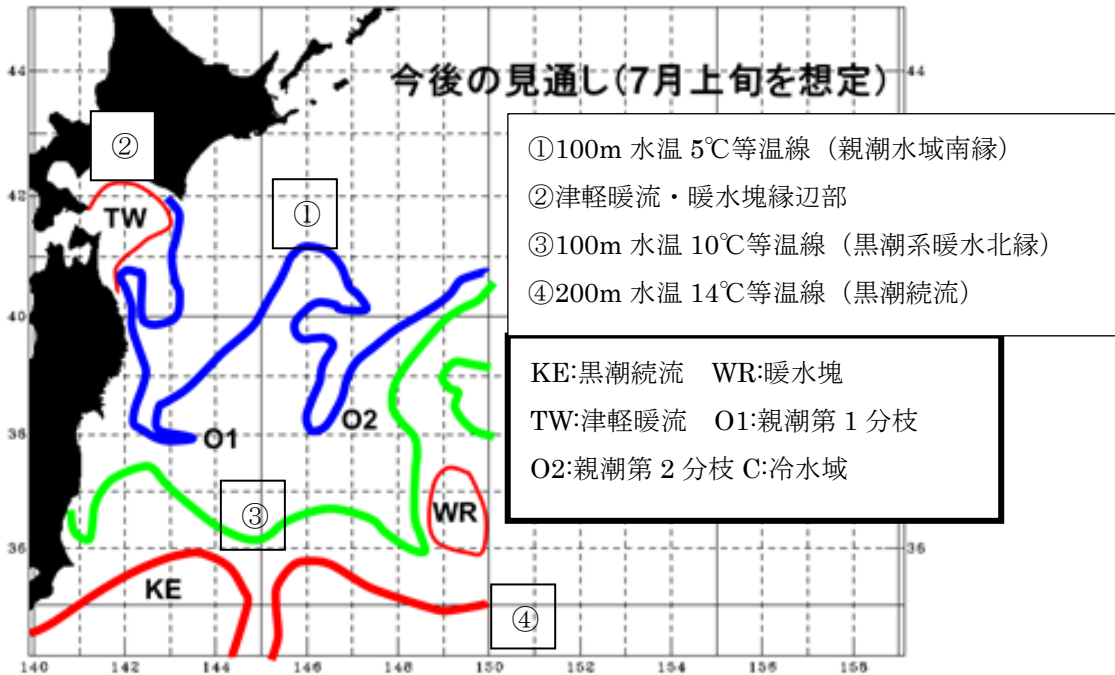 今後の見通し(7月上旬を想定)
①100m 水温 5℃等温線（親潮水域南縁）
②津軽暖流・暖水塊縁辺部
③100m 水温 10℃等温線（黒潮系暖水北縁）
④200m 水温 14℃等温線（黒潮続流）
KE:黒潮続流 WR:暖水塊
TW:津軽暖流 O1:親潮第 1 分枝
O2:親潮第 2 分枝 C:冷水域
②
①
TW
O2
O1
③
WR
KE
④
44 44
42
40
38
36 36
140 142 144 146 148 150 152 154 156 158